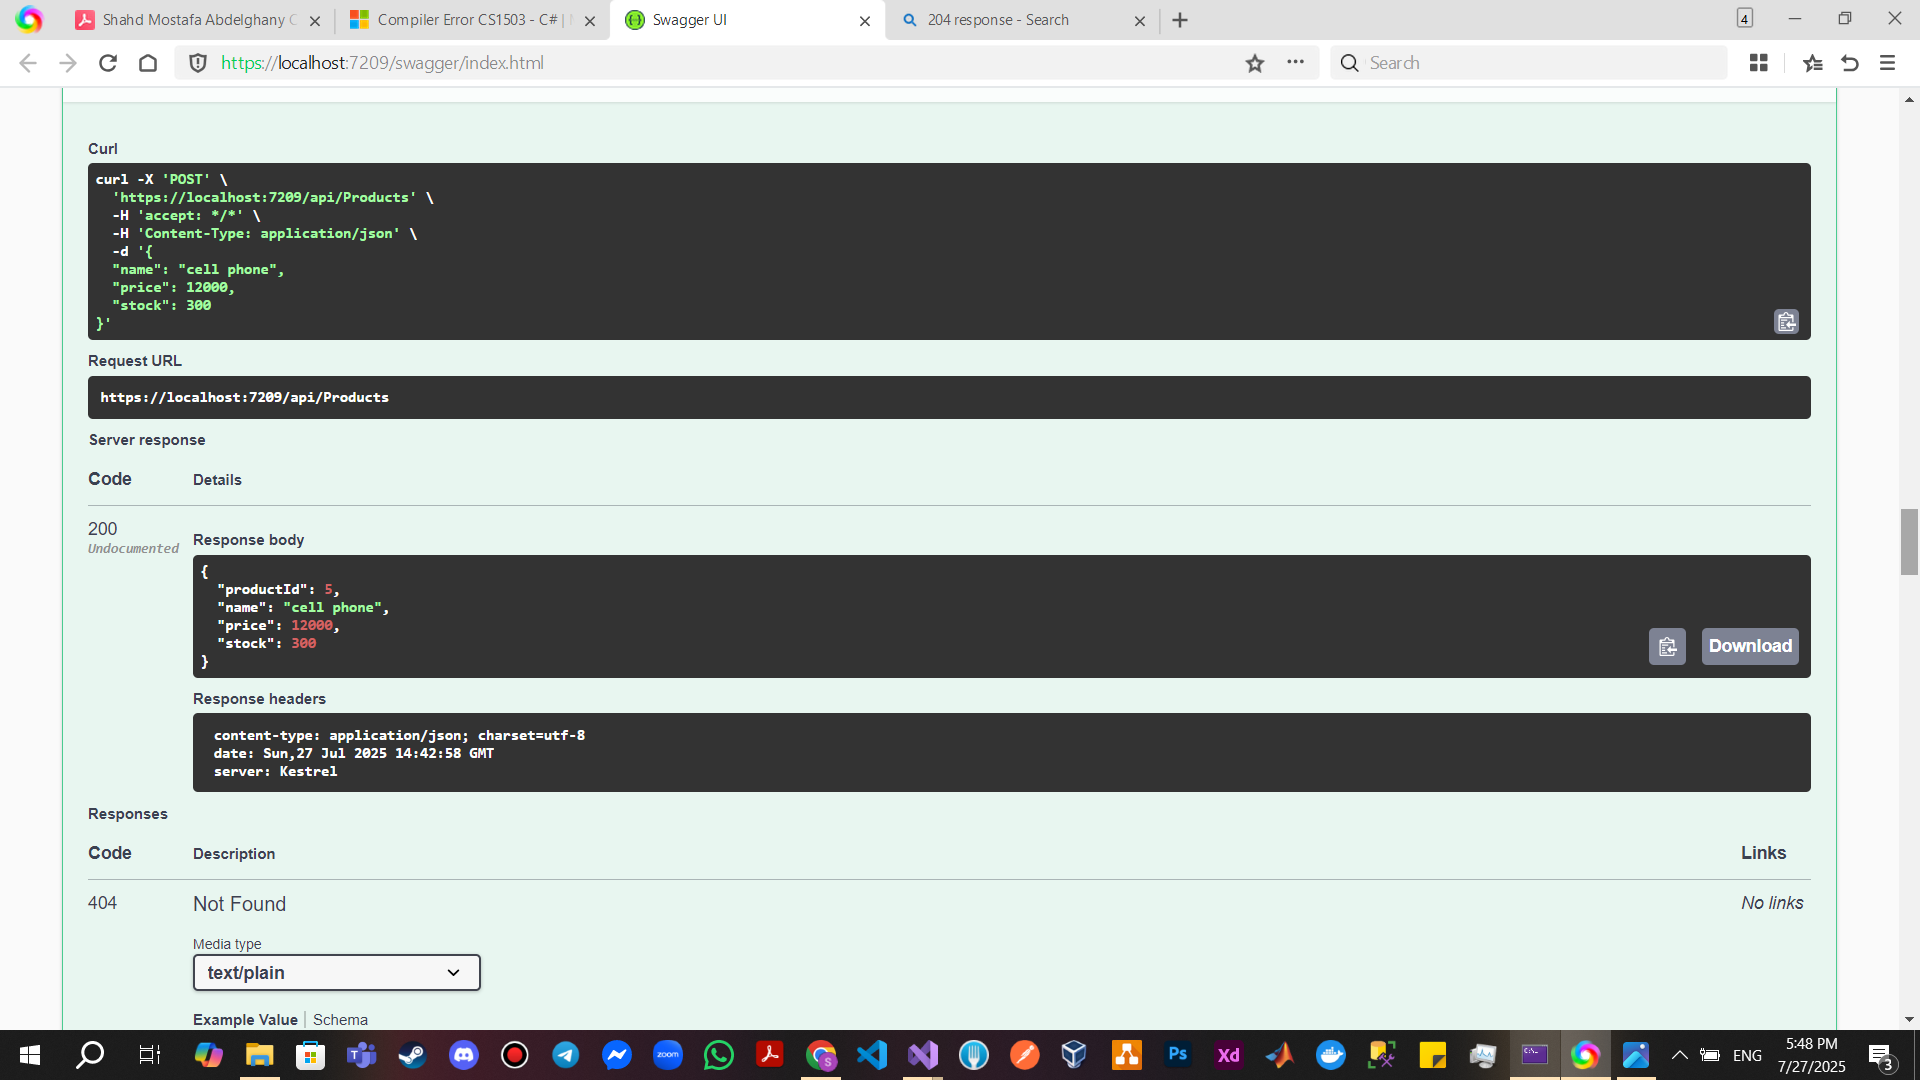 Shahd Mostafa Abdelghany C
Compiler Error CS1503 - C# |
Swagger UI
204 response - Search
4
https://localhost:7209/swagger/index.html
Search
Curl
curl -X 'POST' \
'https://localhost:7209/api/Products' \
-H 'accept: */*' \
-H 'Content-Type: application/json' \
-d '{
"name": "cell phone",
"price": 12000,
"stock": 300
}'
Request URL
https://localhost:7209/api/Products
Server response
Code Details
200
Undocumented
Response body
{
"productId": 5,
"name": "cell phone",
"price": 12000,
"stock": 300
}
Download
Response headers
content-type: application/json; charset=utf-8
date: Sun,27 Jul 2025 14:42:58 GMT
server: Kestrel
Responses
Code Description Links
404 Not Found No links
Media type
text/plain
Example Value Schema
zoom
S
Ps
Xd
ENG
5:48 PM
7/27/2025
3